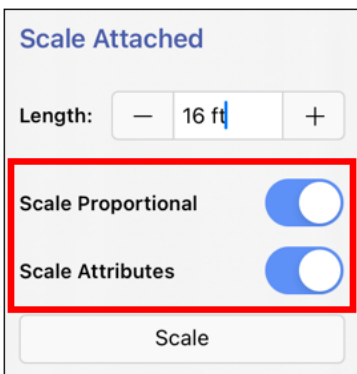 Scale Attached
Length: — 16 ft +
Scale Proportional
Scale Attributes
Scale